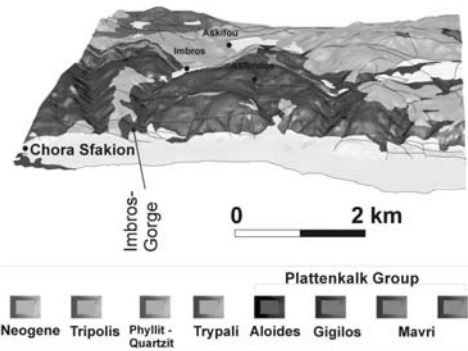 Askifou
Imbros
Asfendos
Chora Sfakion
Imbros-
Gorge
0 2 km
Plattenkalk Group
Neogene Tripolis Phyllit - Quartzit Trypali Aloides Gigilos Mavri